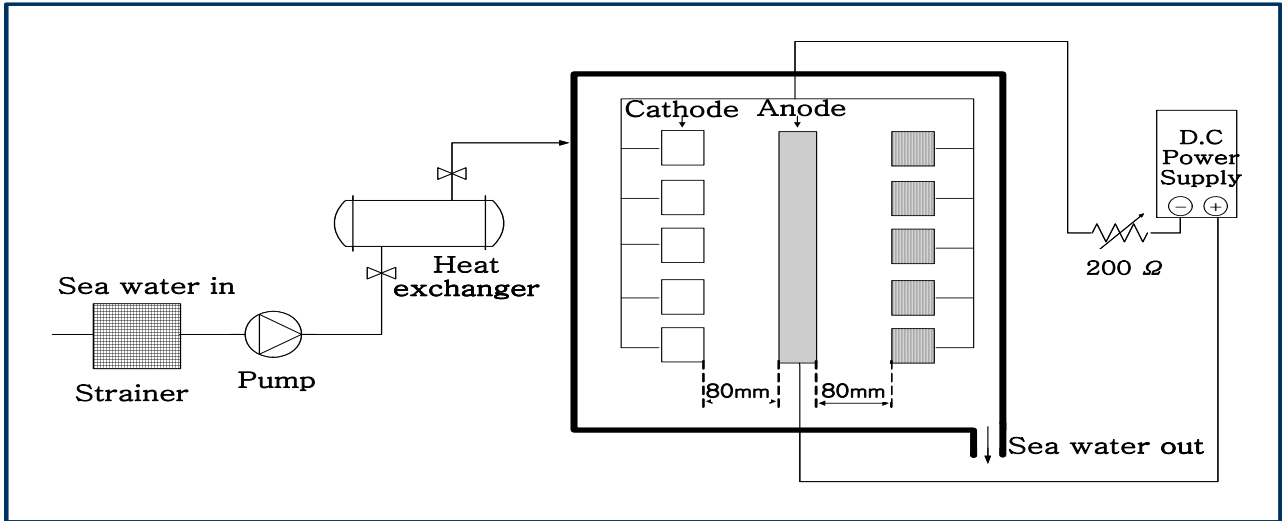 Sea water in
Strainer
Pump
Heat
exchanger
Cathode Anode
80mm 80mm
Sea water out
D.C
Power
Supply
− +
200 Ω